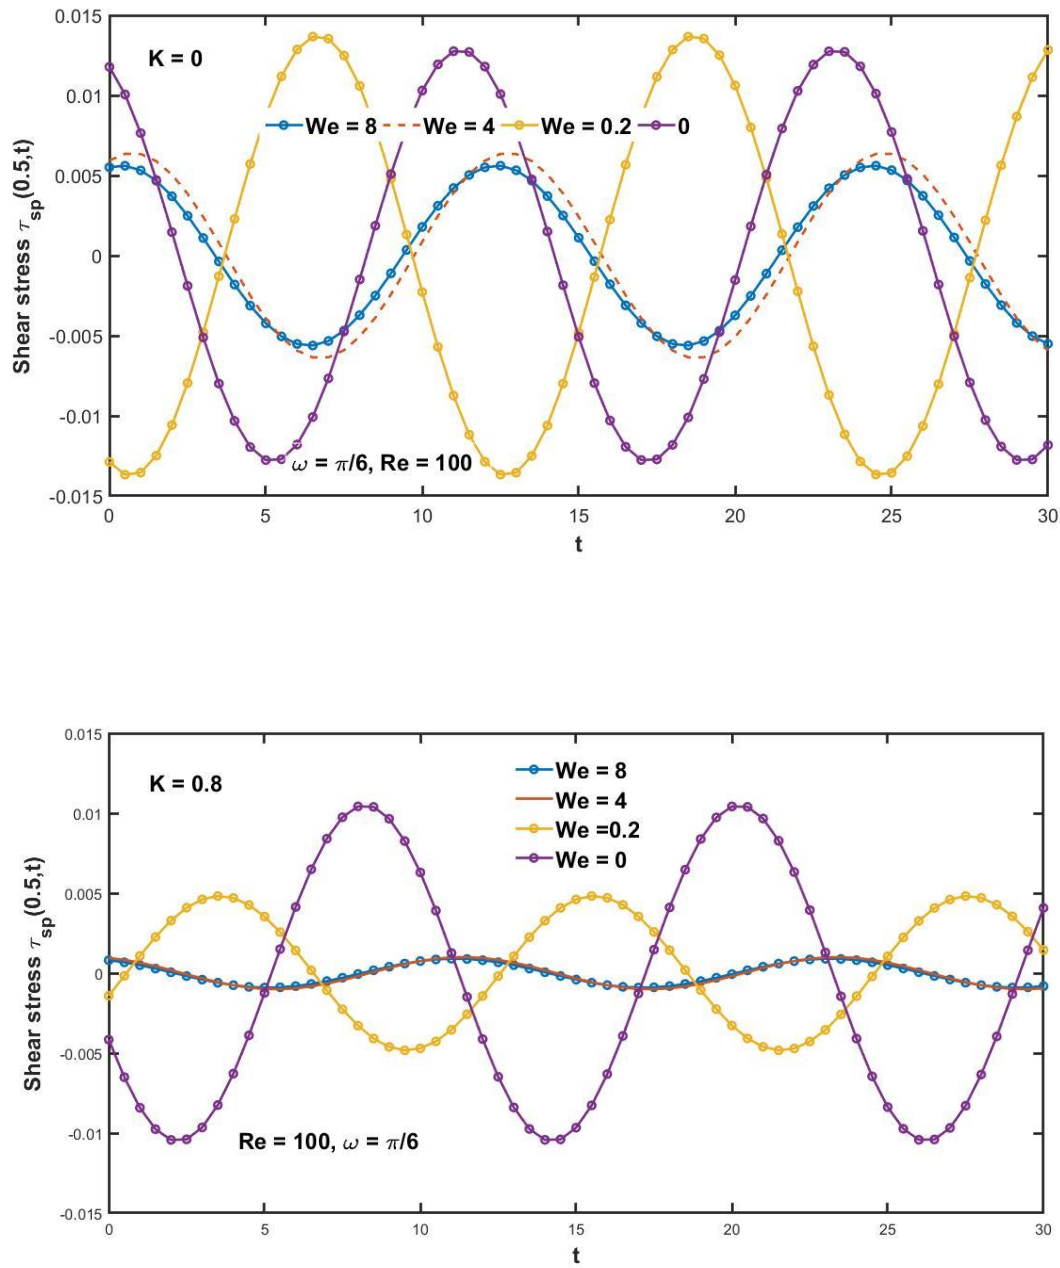 0.015
K = 0
0.01
We = 8 We = 4 We = 0.2 0
0.005
0
-0.005
-0.01
ω = π/6, Re = 100
-0.015
0 5 10 15 20 25 30
t
Shear stress τsp(0.5,t)
0.015
K = 0.8
We = 8
We = 4
We =0.2
We = 0
0.01
0.005
0
-0.005
-0.01
Re = 100, ω = π/6
-0.015
0 5 10 15 20 25 30
t
Shear stress τsp(0.5,t)